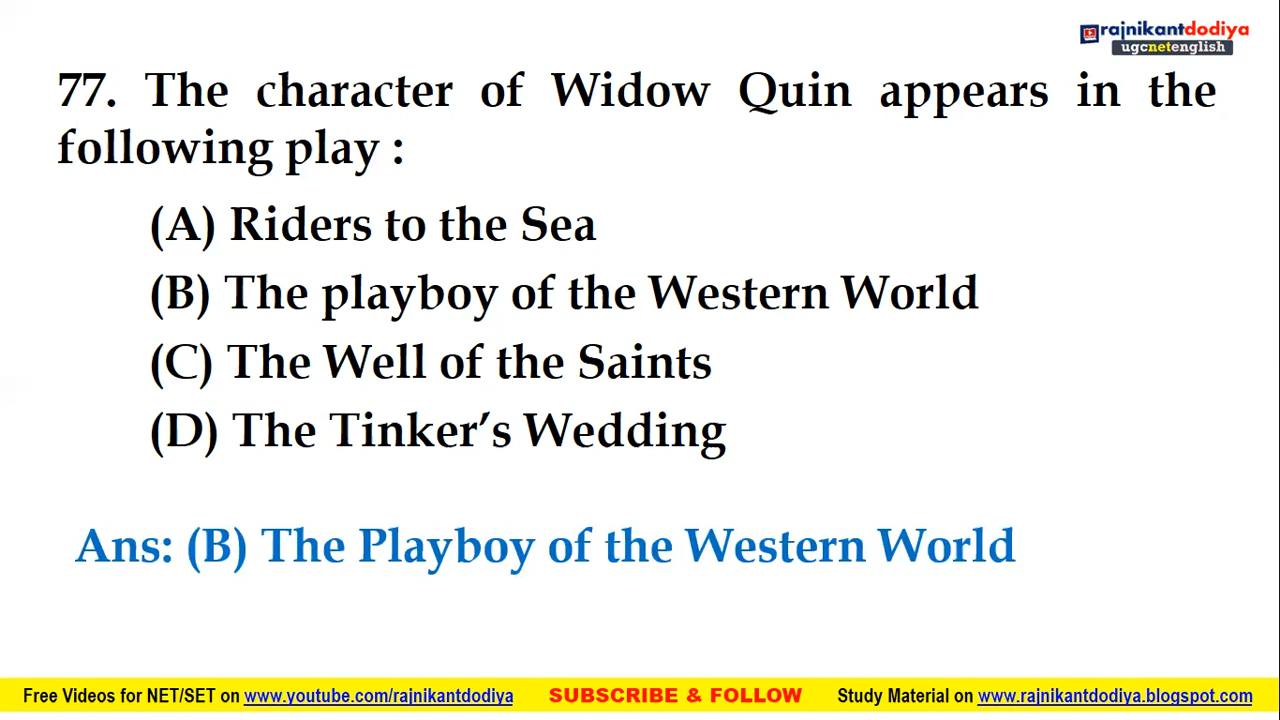 rajnikantdodiya
ugcnetenglish
77. The character of Widow Quin appears in the
following play :
(A) Riders to the Sea
(B) The playboy of the Western World
(C) The Well of the Saints
(D) The Tinker’s Wedding
Ans: (B) The Playboy of the Western World
Free Videos for NET/SET on www.youtube.com/rajnikantdodiya SUBSCRIBE & FOLLOW Study Material on www.rajnikantdodiya.blogspot.com